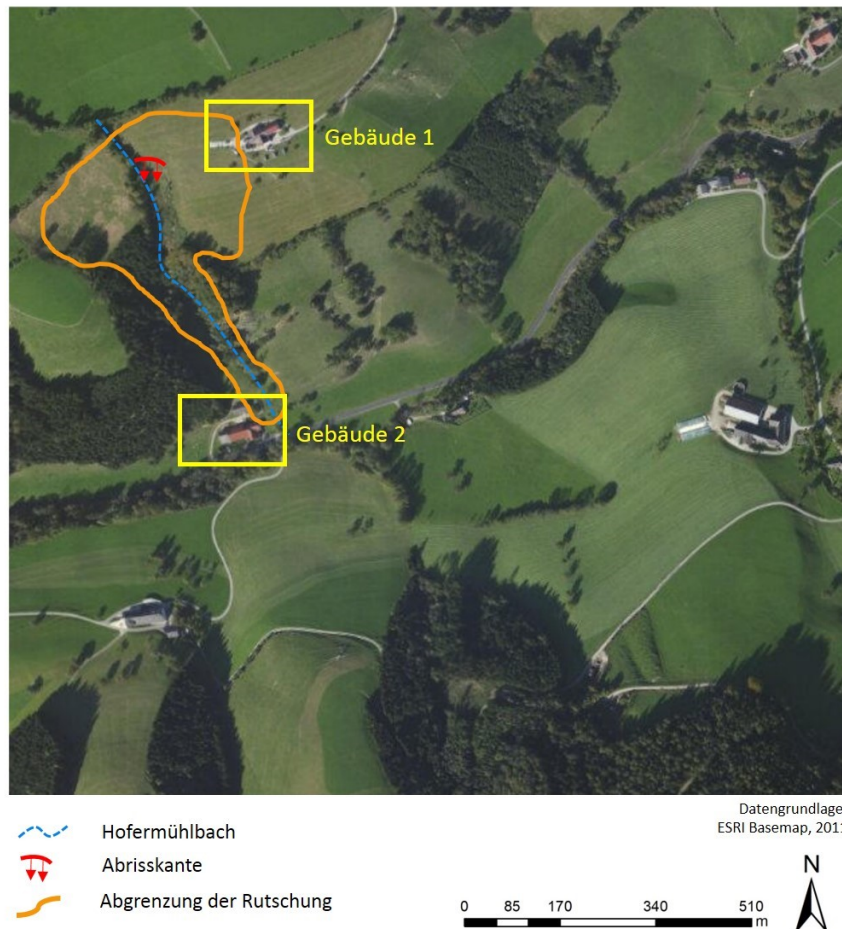 Gebäude 1
Gebäude 2
Hofermühlbach
Abrisskante
Abgrenzung der Rutschung
Datengrundlage
ESRI Basemap, 2011
N
0 85 170 340 510
m